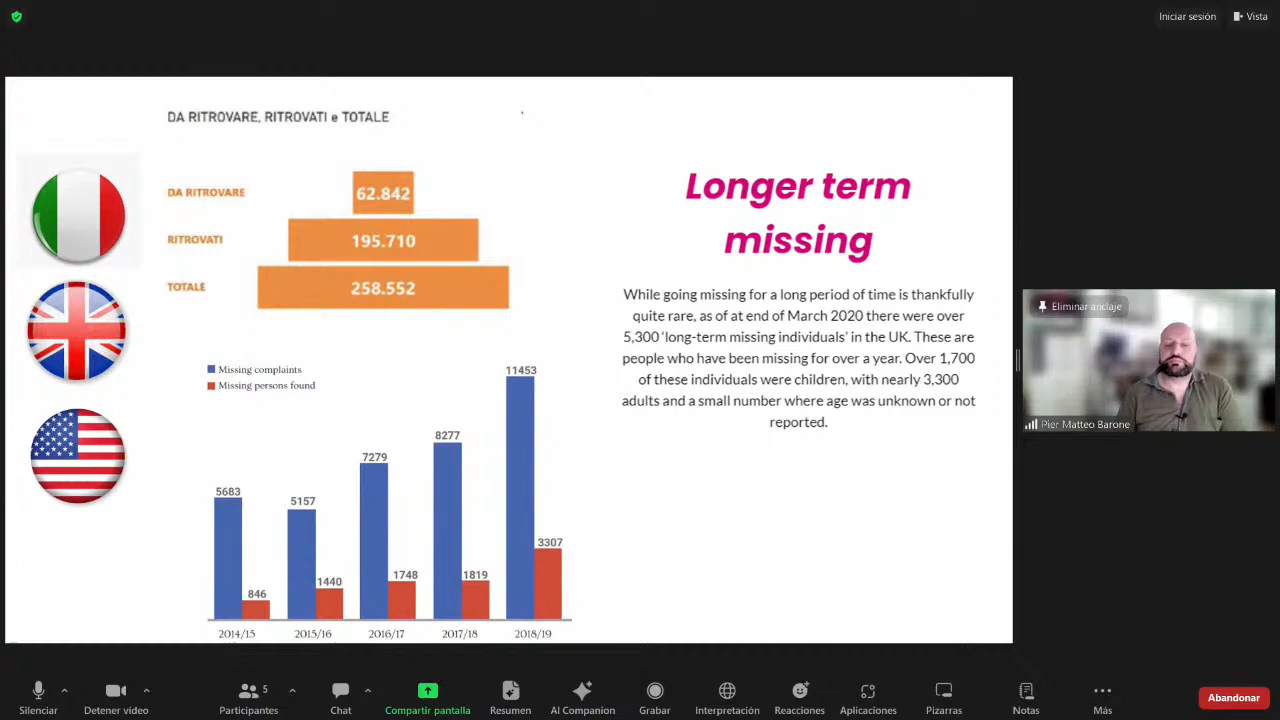 Iniciar sesión
Vista
DA RITROVARE, RITROVATI e TOTALE
DA RITROVARE
62.842
RITROVATI
195.710
TOTALE
258.552
Missing complaints
Missing persons found
5683
846
5157
1440
7279
1748
8277
1819
11453
3307
2014/15
2015/16
2016/17
2017/18
2018/19
Longer term
missing
While going missing for a long period of time is thankfully
quite rare, as of at end of March 2020 there were over
5,300 'long-term missing individuals' in the UK. These are
people who have been missing for over a year. Over 1,700
of these individuals were children, with nearly 3,300
adults and a small number where age was unknown or not
reported.
Eliminar anclaje
Pier Matteo Barone
Silenciar
Detener vídeo
5
Participantes
Chat
Compartir pantalla
Resumen
AI Companion
Grabar
Interpretación
Reacciones
Aplicaciones
Pizarras
Notas
Más
Abandonar